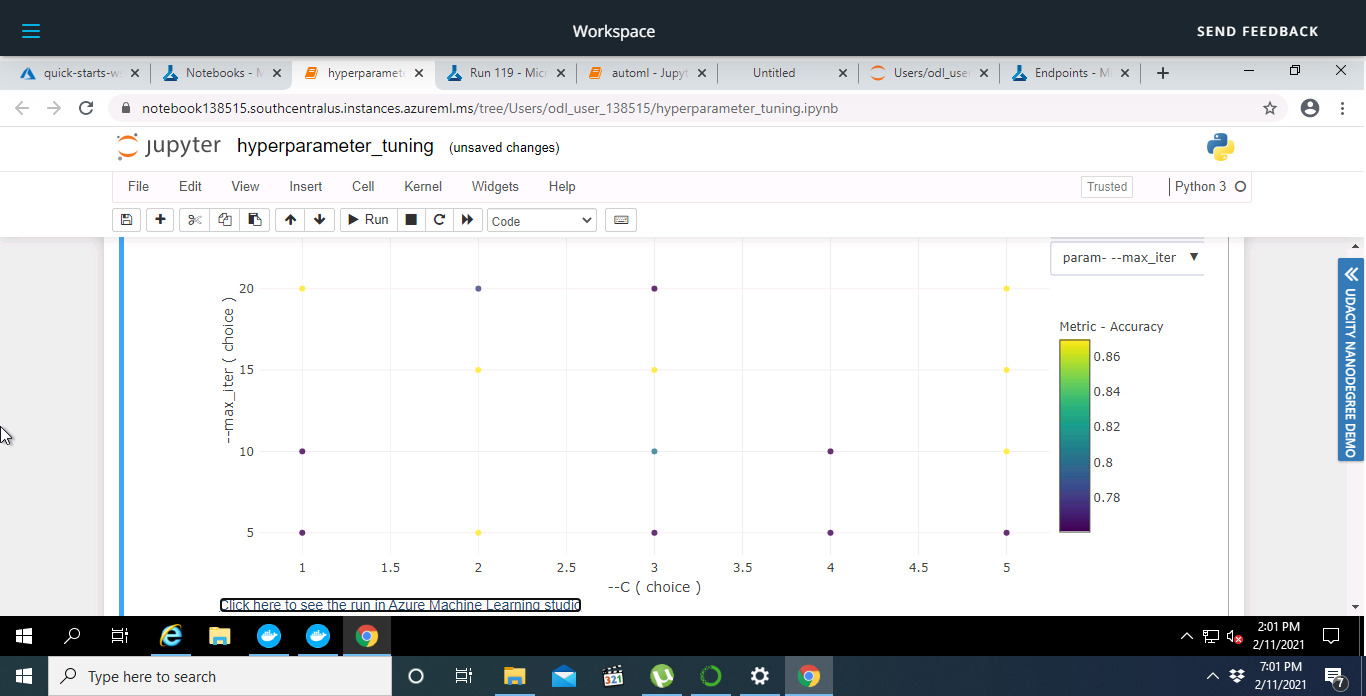 Workspace
SEND FEEDBACK
quick-starts-w
Notebooks - M
hyperparamet
Run 119 - Mic
automl - Jupyt
Untitled
Users/odl_use
Endpoints - M
notebook138515.southcentralus.instances.azureml.ms/tree/Users/odl_user_138515/hyperparameter_tuning.ipynb
jupyter hyperparameter_tuning (unsaved changes)
File Edit View Insert Cell Kernel Widgets Help Trusted Python 3
Run Code
param- --max_iter
20
15
10
5
--max_iter ( choice )
1 1.5 2 2.5 3 3.5 4 4.5 5
--C ( choice )
Metric - Accuracy
0.86
0.84
0.82
0.8
0.78
UDACITY NANODEGREE DEMO
Click here to see the run in Azure Machine Learning studio
2:01 PM
2/11/2021
Type here to search
321
7:01 PM
2/11/2021
7